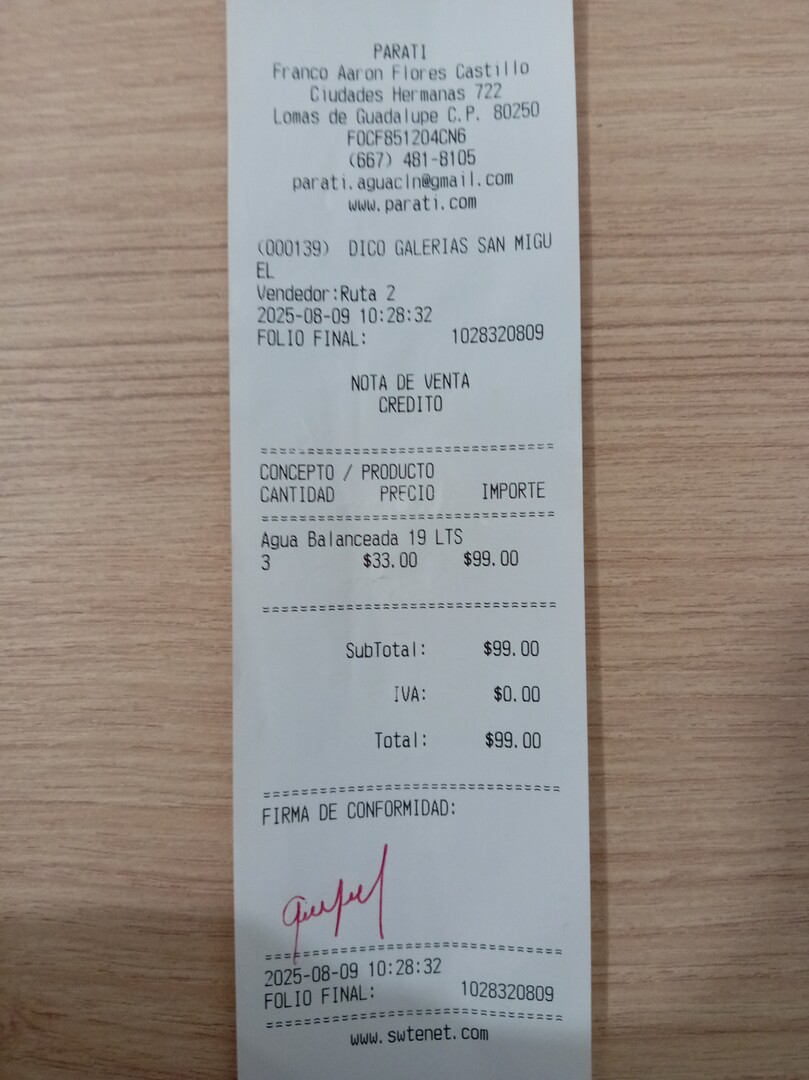 PARATI
Franco Aaron Flores Castillo
Ciudades Hermanas 722
Lomas de Guadalupe C.P. 80250
FOCF851204CN6
(667) 481-8105
parati.aguacln@gmail.com
www.parati.com
(000139) DICO GALERIAS SAN MIGU
EL
Vendedor:Ruta 2
2025-08-09 10:28:32
FOLIO FINAL: 1028320809
NOTA DE VENTA
CREDITO
===============================
CONCEPTO / PRODUCTO
CANTIDAD PRECIO IMPORTE
===============================
Agua Balanceada 19 LTS
3 $33.00 $99.00
===============================
SubTotal: $99.00
IVA: $0.00
Total: $99.00
===============================
FIRMA DE CONFORMIDAD:
===============================
2025-08-09 10:28:32
FOLIO FINAL: 1028320809
===============================
www.swtenet.com